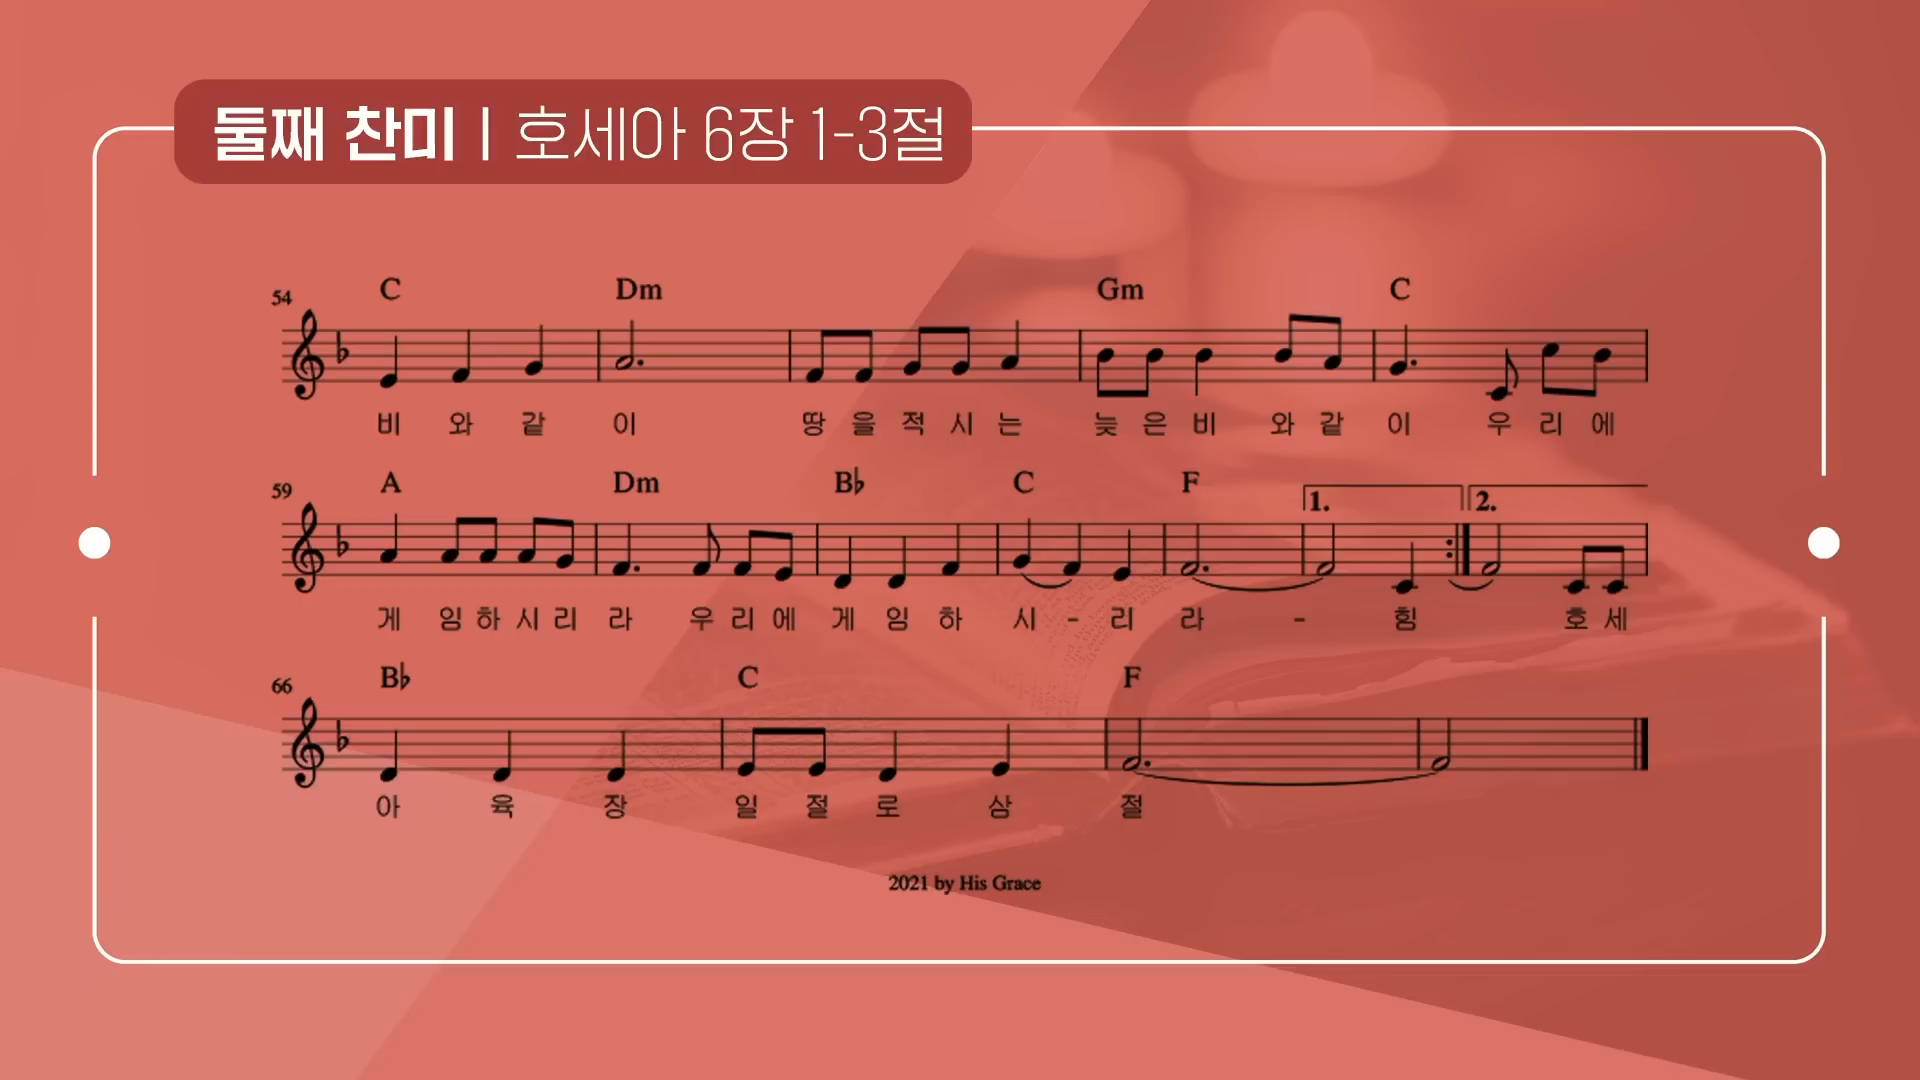 둘째 찬미 | 호세아 6장 1-3절
C Dm Gm C
54
비 와 같 이 땅 을 적 시 는 늦 은 비 와 같 이 우 리 에
A Dm B♭ C F
59 1. 2.
게 임 하 시 리 라 우 리 에 게 임 하 시 - 리 라 - 힘 호 세
B♭ C F
66
아 육 장 일 절 로 삼 절
2021 by His Grace